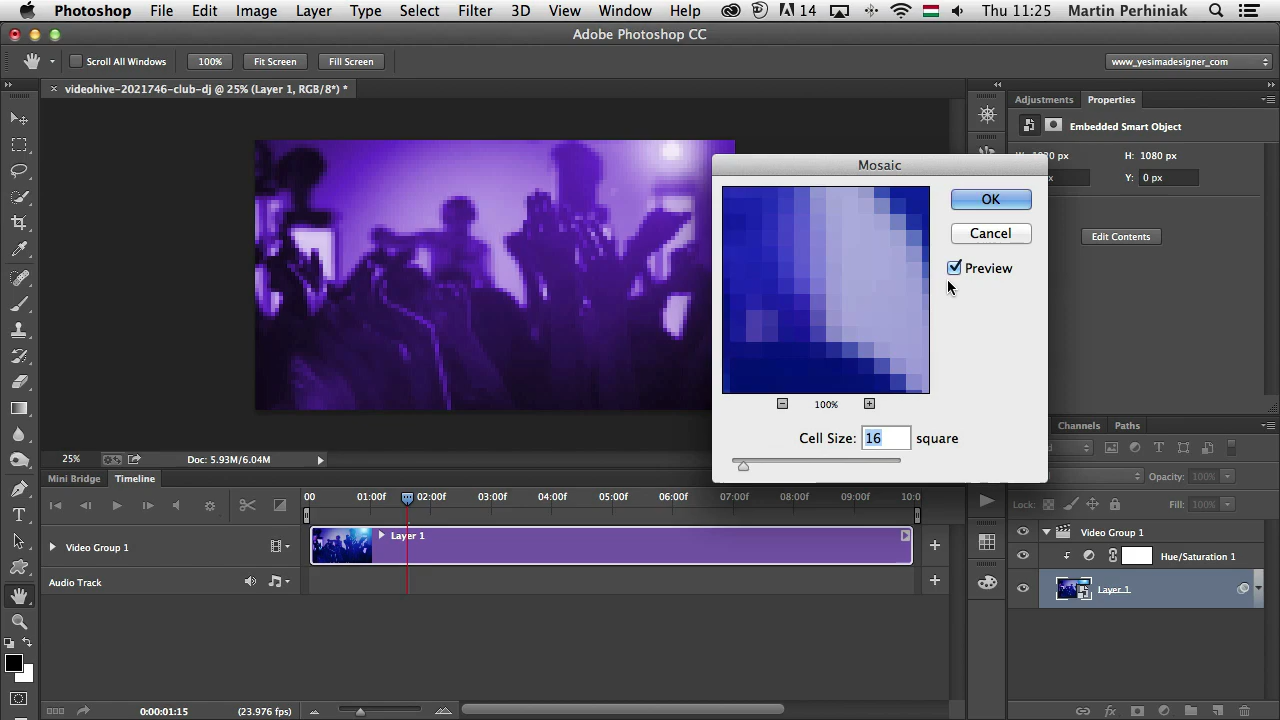 Photoshop File Edit Image Layer Type Select Filter 3D View Window Help 14 Thu 11:25 Martin Perhiniak
Adobe Photoshop CC
Scroll All Windows 100% Fit Screen Fill Screen www_yesimadesigner_com
videohive-2021746-club-dj @ 25% (Layer 1, RGB/8*) *
Adjustments Properties
Embedded Smart Object
px H: 1080 px
px Y: 0 px
Edit Contents
Mosaic
OK
Cancel
Preview
100%
Cell Size: 16 square
25% Doc: 5.93M/6.04M
Channels Paths
Opacity: 100%
Lock: Fill: 100%
Mini Bridge Timeline
00 01:00f 02:00f 03:00f 04:00f 05:00f 06:00f 07:00f 08:00f 09:00f 10:0
Layer 1
Video Group 1
Audio Track
Video Group 1
Hue/Saturation 1
Layer 1
0:00:01:15 (23.976 fps)